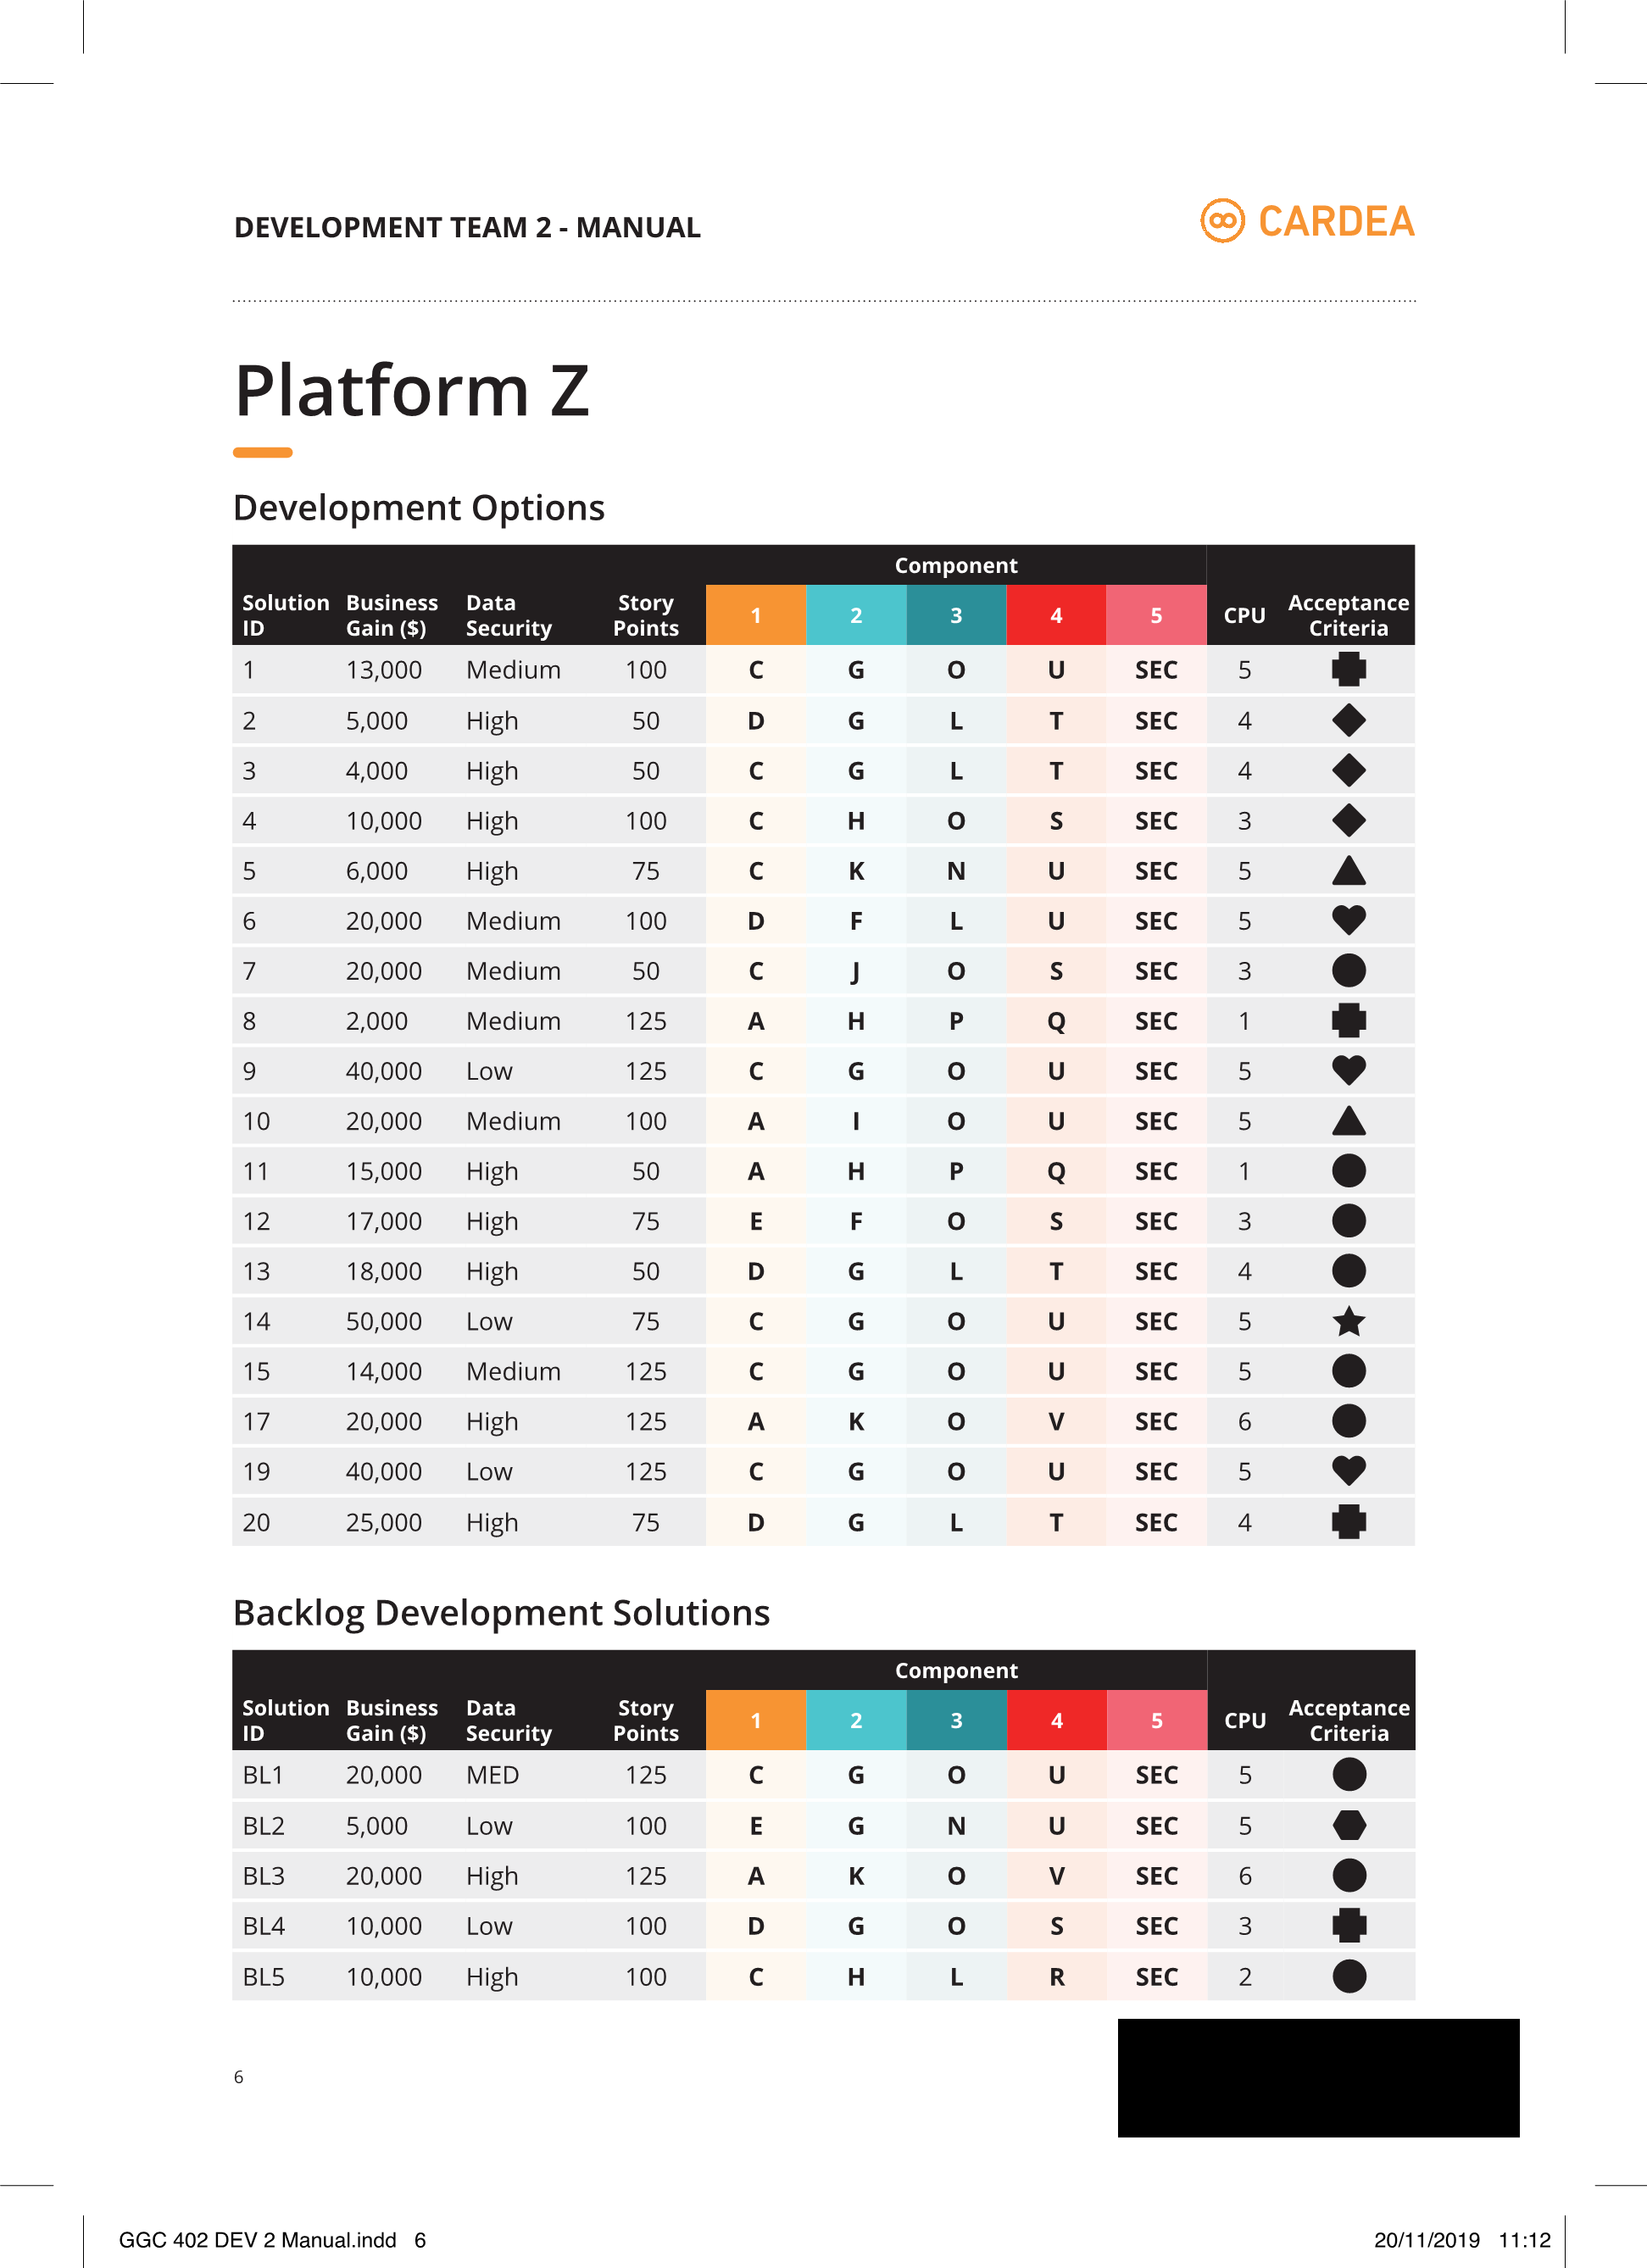 DEVELOPMENT TEAM 2 - MANUAL
CARDEA
Platform Z
Development Options
Component
Solution ID Business Gain ($) Data Security Story Points 1 2 3 4 5 CPU Acceptance Criteria
1 13,000 Medium 100 C G O U SEC 5
2 5,000 High 50 D G L T SEC 4
3 4,000 High 50 C G L T SEC 4
4 10,000 High 100 C H O S SEC 3
5 6,000 High 75 C K N U SEC 5
6 20,000 Medium 100 D F L U SEC 5
7 20,000 Medium 50 C J O S SEC 3
8 2,000 Medium 125 A H P Q SEC 1
9 40,000 Low 125 C G O U SEC 5
10 20,000 Medium 100 A I O U SEC 5
11 15,000 High 50 A H P Q SEC 1
12 17,000 High 75 E F O S SEC 3
13 18,000 High 50 D G L T SEC 4
14 50,000 Low 75 C G O U SEC 5
15 14,000 Medium 125 C G O U SEC 5
17 20,000 High 125 A K O V SEC 6
19 40,000 Low 125 C G O U SEC 5
20 25,000 High 75 D G L T SEC 4
Backlog Development Solutions
Component
Solution ID Business Gain ($) Data Security Story Points 1 2 3 4 5 CPU Acceptance Criteria
BL1 20,000 MED 125 C G O U SEC 5
BL2 5,000 Low 100 E G N U SEC 5
BL3 20,000 High 125 A K O V SEC 6
BL4 10,000 Low 100 D G O S SEC 3
BL5 10,000 High 100 C H L R SEC 2
6
GGC 402 DEV 2 Manual.indd 6 20/11/2019 11:12